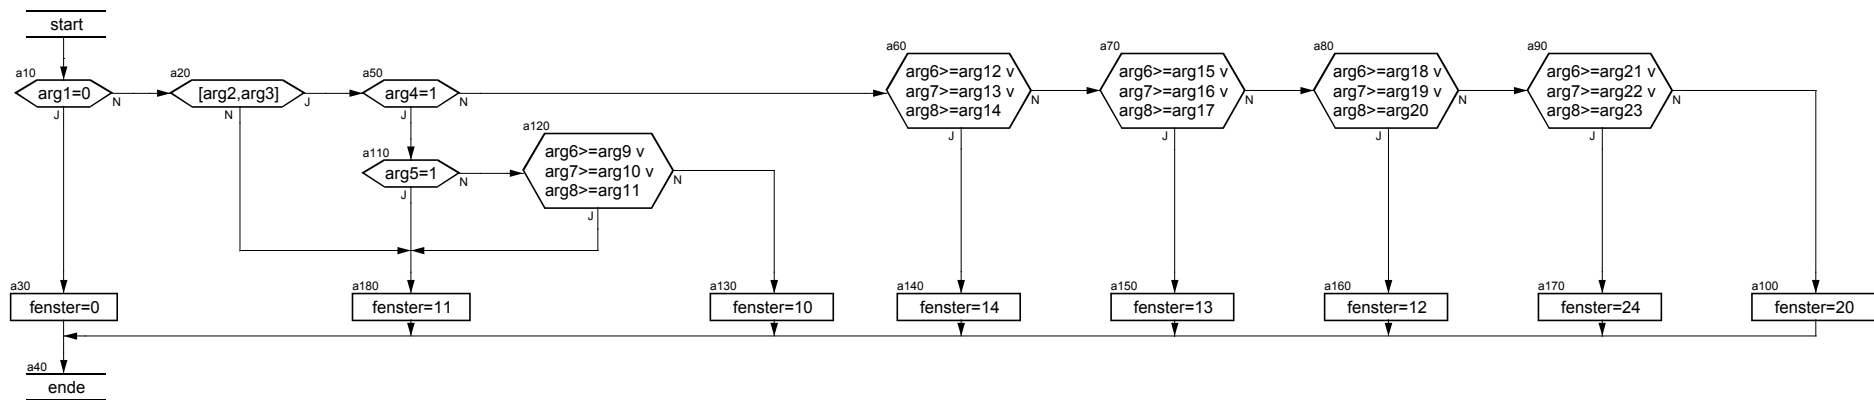 start
a10
arg1=0
N
J
a20
[arg2,arg3]
J
N
a50
arg4=1
N
J
a60
arg6>=arg12 v
arg7>=arg13 v
arg8>=arg14
N
J
a70
arg6>=arg15 v
arg7>=arg16 v
arg8>=arg17
N
J
a80
arg6>=arg18 v
arg7>=arg19 v
arg8>=arg20
N
J
a90
arg6>=arg21 v
arg7>=arg22 v
arg8>=arg23
N
J
a110
arg5=1
N
J
a120
arg6>=arg9 v
arg7>=arg10 v
arg8>=arg11
N
J
a30
fenster=0
a180
fenster=11
a130
fenster=10
a140
fenster=14
a150
fenster=13
a160
fenster=12
a170
fenster=24
a100
fenster=20
a40
ende